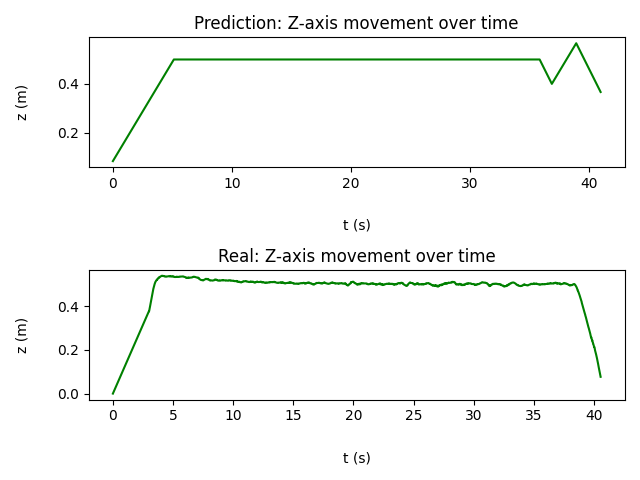 Prediction: Z-axis movement over time
z (m)
0.4
0.2
0 10 20 30 40
t (s)
Real: Z-axis movement over time
z (m)
0.4
0.2
0.0
0 5 10 15 20 25 30 35 40
t (s)